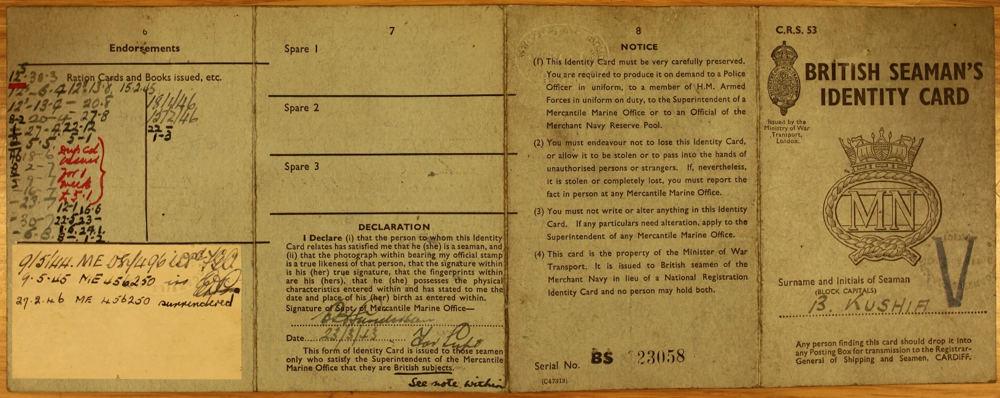 6
Endorsements
Ration Cards and Books issued, etc.
12 30.3
12-6-4 12-13.8 15.2.45
12-13-7 - 20.8
8-2 20-4- 27.8
27-4 22-12
5-5 5-1
18/1/46
15/2/46
22-
1-3
18-6
2-7
9-7
16-7
23-7
30-7
6-8
for 1
week
5.1
12-1 16.6
22.5 23-
1.6. 24.1.
8- 1-2
9/5/44. ME
9.5.45 ME 456250 in
27.2.46 ME 456250 surrendered
7
Spare 1
Spare 2
Spare 3
DECLARATION
I Declare (i) that the person to whom this Identity
Card relates has satisfied me that he (she) is a seaman, and
(ii) that the photograph within bearing my official stamp
is a true likeness of that person, that the signature within
is his (her) true signature, that the fingerprints within
are his (hers), that he (she) possesses the physical
characteristics entered within and has stated to me the
date and place of his (her) birth as entered within.
Signature of Supt. of Mercantile Marine Office—
Date 23/3/43 For Supt
This form of Identity Card is issued to those seamen
only who satisfy the Superintendent of the Mercantile
Marine Office that they are British subjects.
See note within
8
NOTICE
(1) This Identity Card must be very carefully preserved.
You are required to produce it on demand to a Police
Officer in uniform, to a member of H.M. Armed
Forces in uniform on duty, to the Superintendent of a
Mercantile Marine Office or to an Official of the
Merchant Navy Reserve Pool.
(2) You must endeavour not to lose this Identity Card,
or allow it to be stolen or to pass into the hands of
unauthorised persons or strangers. If, nevertheless,
it is stolen or completely lost, you must report the
fact in person at any Mercantile Marine Office.
(3) You must not write or alter anything in this Identity
Card. If any particulars need alteration, apply to the
Superintendent of any Mercantile Marine Office.
(4) This card is the property of the Minister of War
Transport. It is issued to British seamen of the
Merchant Navy in lieu of a National Registration
Identity Card and no person may hold both.
Serial No. BS 23058
(C47313)
C.R.S. 53
MINISTRY OF WAR TRANSPORT
BRITISH SEAMAN'S
IDENTITY CARD
Issued by the
Ministry of War
Transport,
London.
MN
V
Surname and Initials of Seaman
(BLOCK CAPITALS)
B. KUSHIA
Any person finding this card should drop it into
any Posting Box for transmission to the Registrar-
General of Shipping and Seamen, CARDIFF.